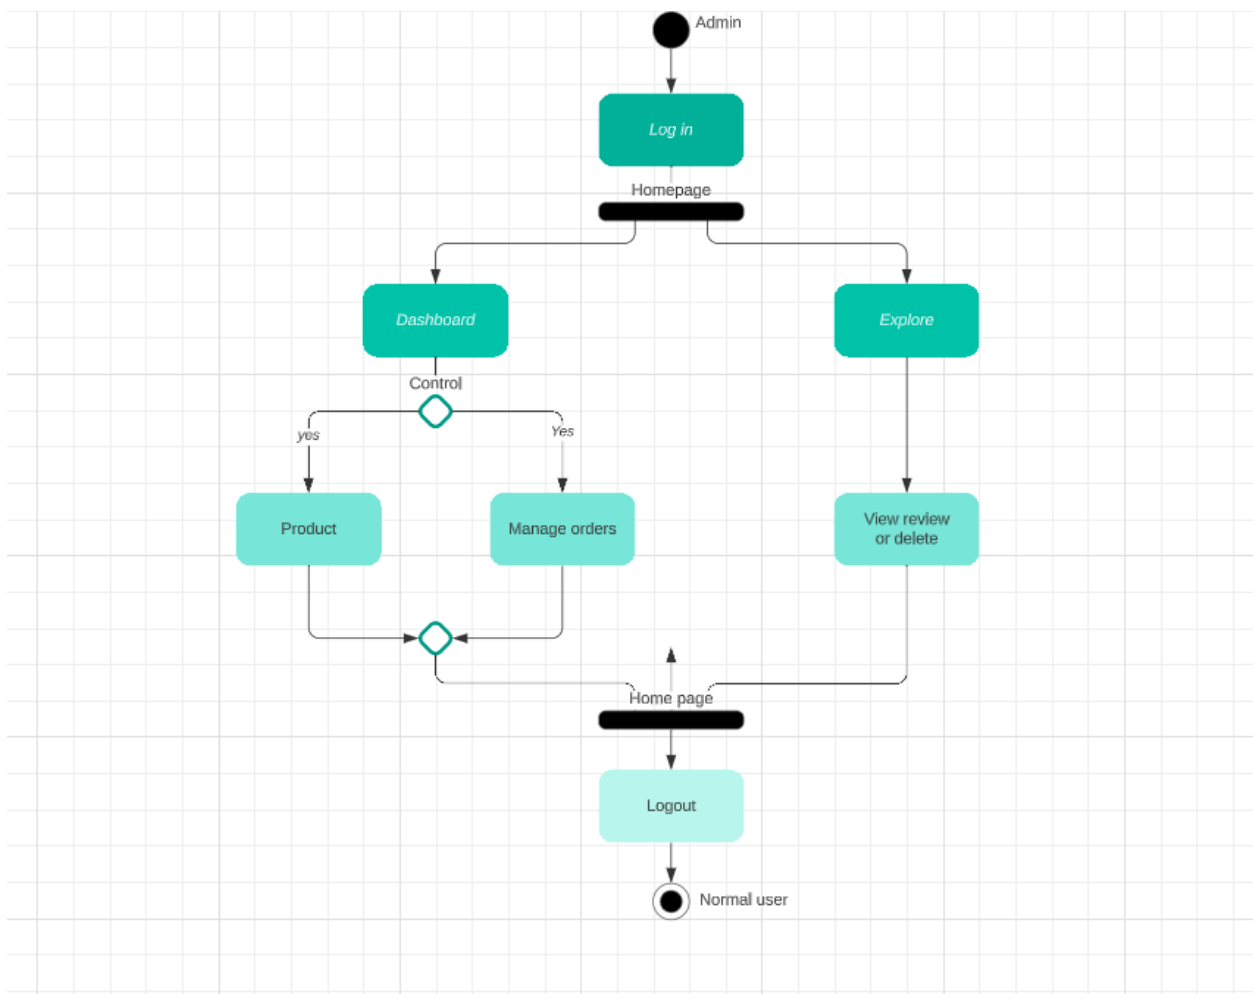 Admin
Log in
Homepage
Dashboard
Explore
Control
yes
Yes
Product
Manage orders
View review
or delete
Home page
Logout
Normal user